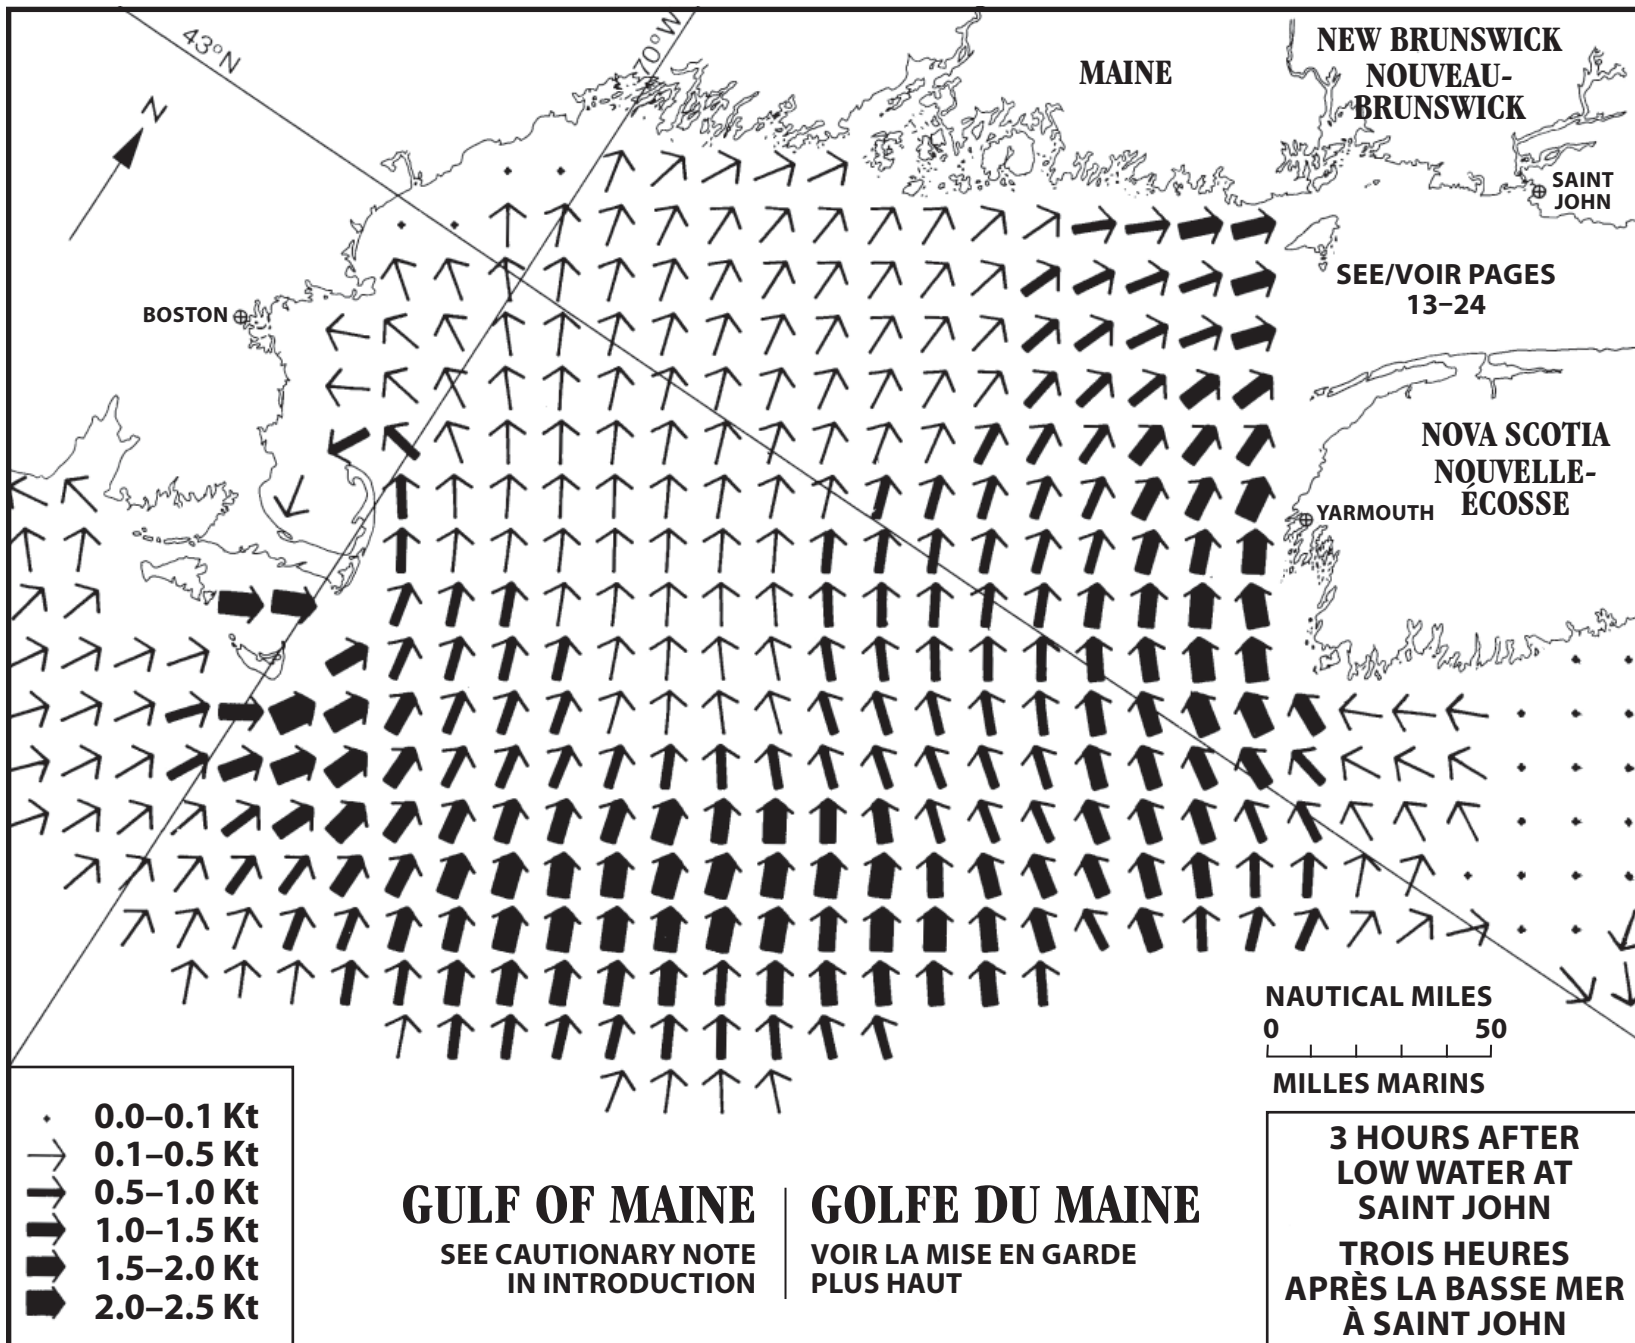 43°N
70°W
N
MAINE
NEW BRUNSWICK
NOUVEAU-
BRUNSWICK
SAINT
JOHN
SEE/VOIR PAGES
13–24
BOSTON
NOVA SCOTIA
NOUVELLE-
ÉCOSSE
YARMOUTH
NAUTICAL MILES
0 50
MILLES MARINS
0.0–0.1 Kt
0.1–0.5 Kt
0.5–1.0 Kt
1.0–1.5 Kt
1.5–2.0 Kt
2.0–2.5 Kt
GULF OF MAINE
SEE CAUTIONARY NOTE
IN INTRODUCTION
GOLFE DU MAINE
VOIR LA MISE EN GARDE
PLUS HAUT
3 HOURS AFTER
LOW WATER AT
SAINT JOHN
TROIS HEURES
APRÈS LA BASSE MER
À SAINT JOHN